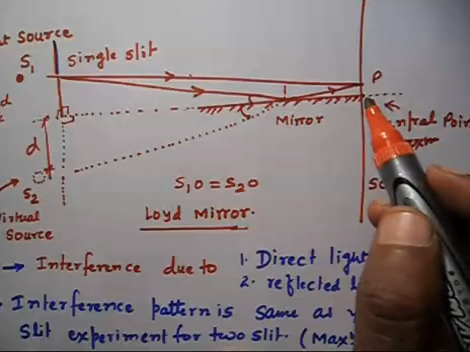 Source
S1
Single slit
P
Mirror
d
S2
S1O = S2O
Loyd Mirror.
Source
→ Interference due to 1. Direct light
2. reflected
Interference pattern is same as
slit experiment for two slit. (Max